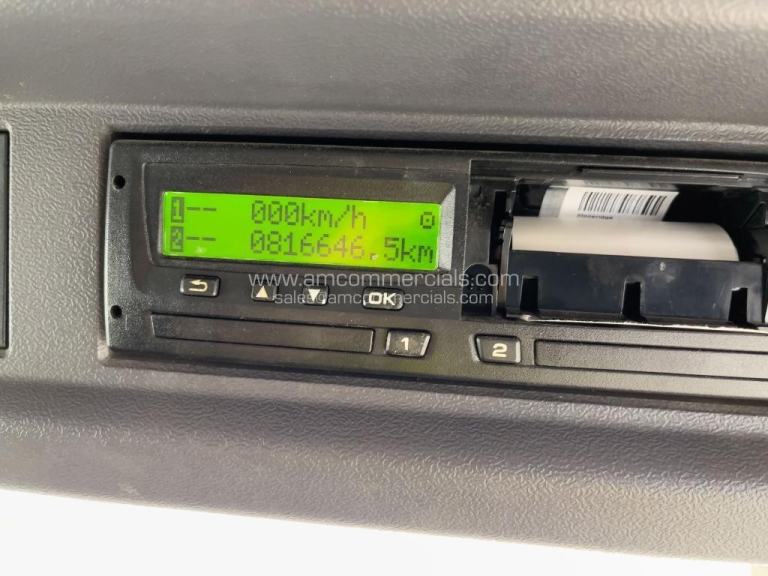 1-- 000km/h
2-- 0816646.5km
www.amcommercials.com
sales@amcommercials.com
OK
1
2